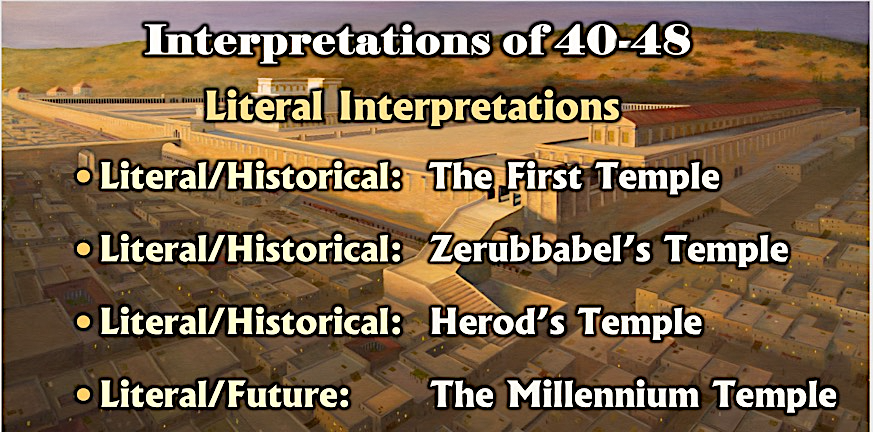 Interpretations of 40-48
Literal Interpretations
• Literal/Historical: The First Temple
• Literal/Historical: Zerubbabel's Temple
• Literal/Historical: Herod's Temple
• Literal/Future: The Millennium Temple